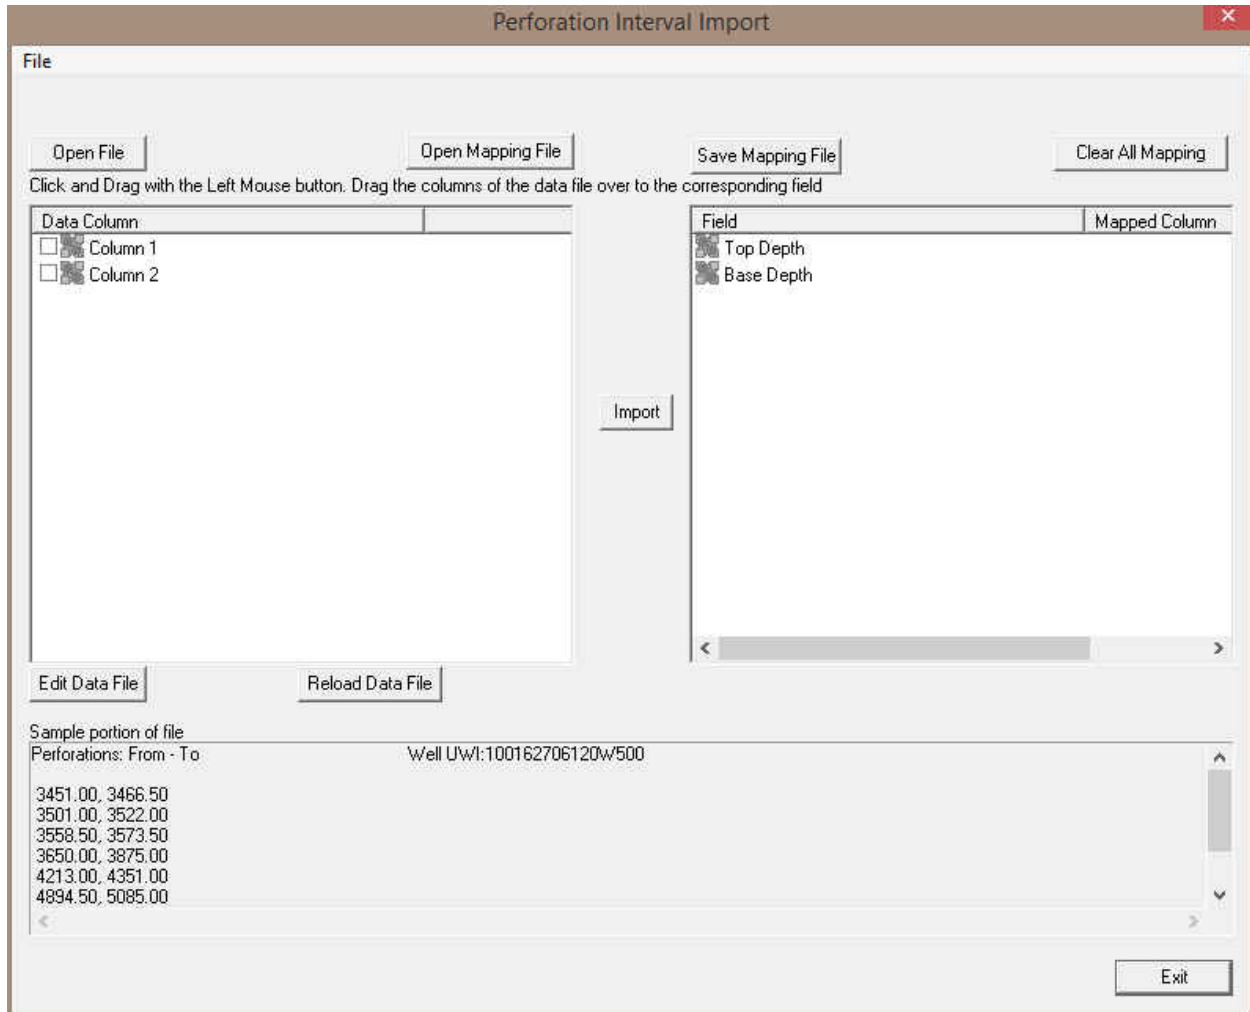 Perforation Interval Import
File
Open File Open Mapping File Save Mapping File Clear All Mapping
Click and Drag with the Left Mouse button. Drag the columns of the data file over to the corresponding field
Data Column Field Mapped Column
Column 1 Top Depth
Column 2 Base Depth
Import
Edit Data File Reload Data File
Sample portion of file
Perforations: From - To Well UWI:100162706120W500
3451.00, 3466.50
3501.00, 3522.00
3558.50, 3573.50
3650.00, 3875.00
4213.00, 4351.00
4894.50, 5085.00
Exit